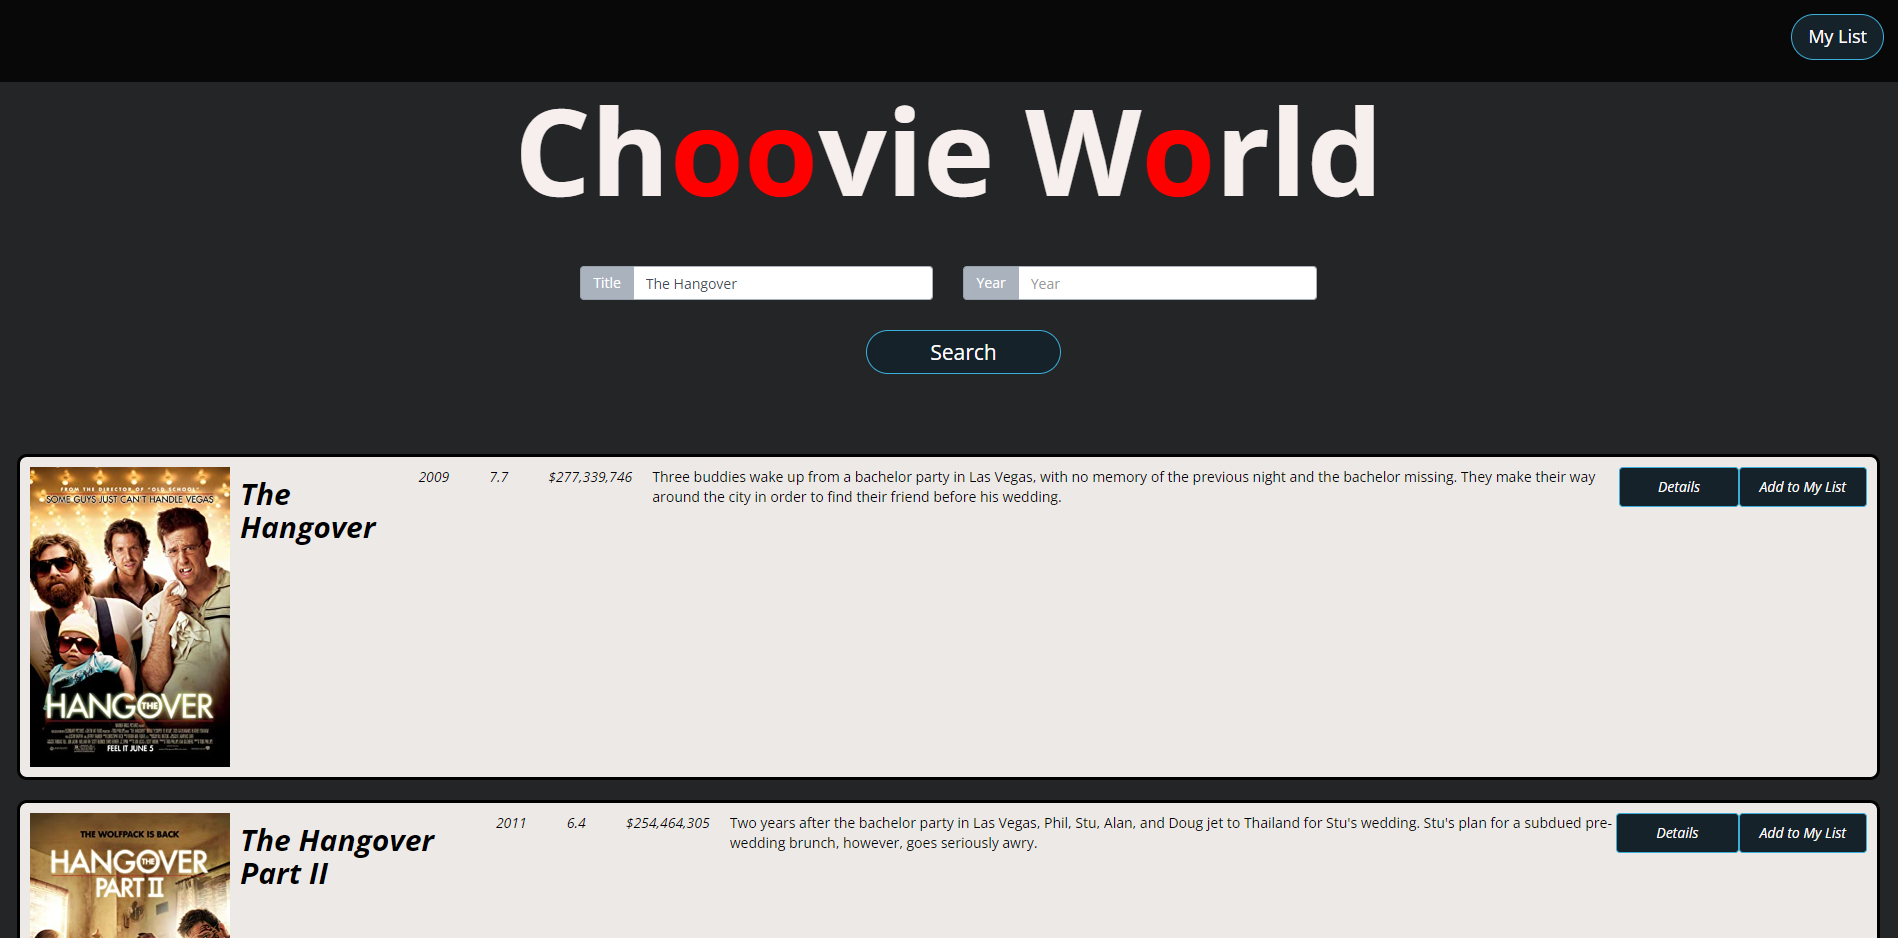 My List
Choovie World
Title
The Hangover
Year
Year
Search
FROM THE DIRECTOR OF "OLD SCHOOL"
SOME GUYS JUST CAN'T HANDLE VEGAS
HANGOVER
THE
FEEL IT JUNE 5
The
Hangover
2009
7.7
$277,339,746
Three buddies wake up from a bachelor party in Las Vegas, with no memory of the previous night and the bachelor missing. They make their way
around the city in order to find their friend before his wedding.
Details
Add to My List
THE WOLFPACK IS BACK
HANGOVER
THE
PART II
The Hangover
Part II
2011
6.4
$254,464,305
Two years after the bachelor party in Las Vegas, Phil, Stu, Alan, and Doug jet to Thailand for Stu's wedding. Stu's plan for a subdued pre-
wedding brunch, however, goes seriously awry.
Details
Add to My List